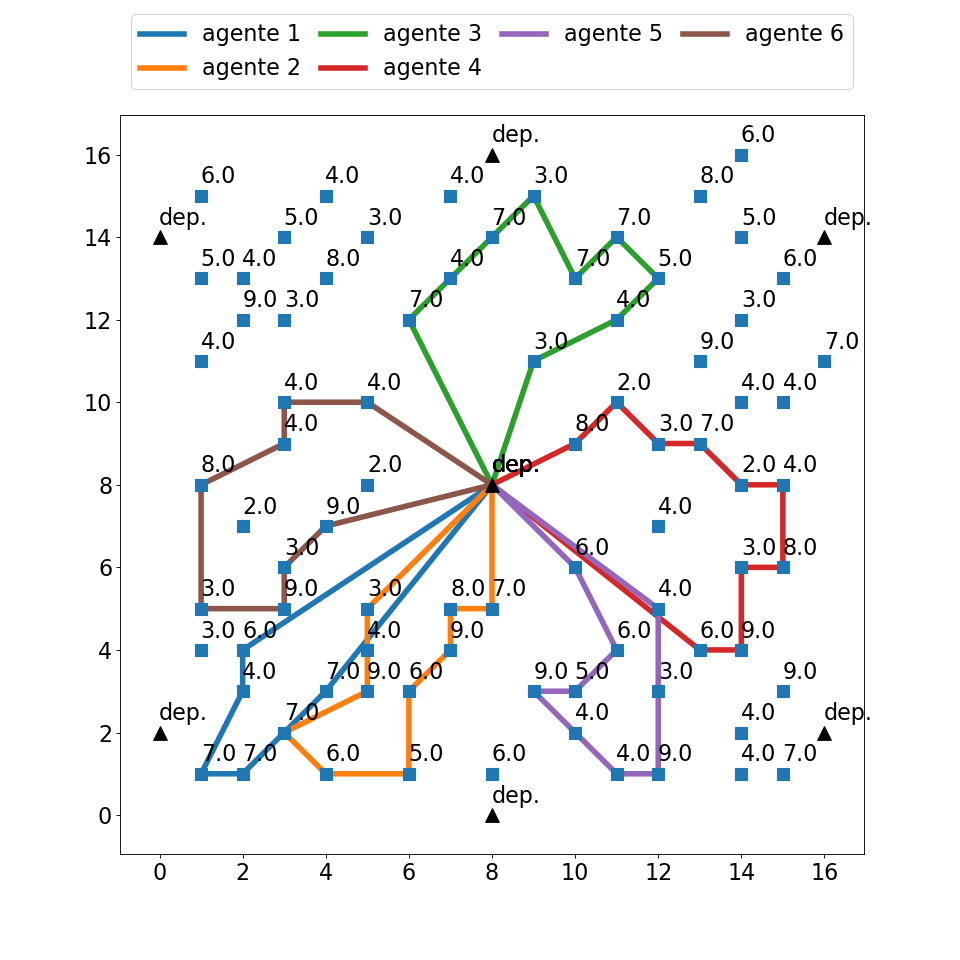 agente 1 agente 3 agente 5 agente 6
agente 2 agente 4
6.0
dep.
16
6.0 4.0 4.0 3.0 8.0
dep. 5.0 3.0 7.0 7.0 5.0 dep.
14
5.0 4.0 8.0 4.0 7.0 5.0 6.0
9.0 3.0 7.0 4.0 3.0
12
4.0 3.0 9.0 7.0
4.0 4.0 2.0 4.0 4.0
10
4.0 8.0 3.0 7.0
8.0 2.0 dep. 2.0 4.0
8
2.0 9.0 4.0
3.0 6.0 3.0 8.0
6
3.0 9.0 3.0 8.0 7.0 4.0
3.0 6.0 4.0 9.0 6.0 6.0 9.0
4
4.0 7.0 9.0 6.0 9.0 5.0 3.0 9.0
dep. 7.0 4.0 4.0 dep.
2
7.0 7.0 6.0 5.0 6.0 4.0 9.0 4.0 7.0
dep.
0
0 2 4 6 8 10 12 14 16